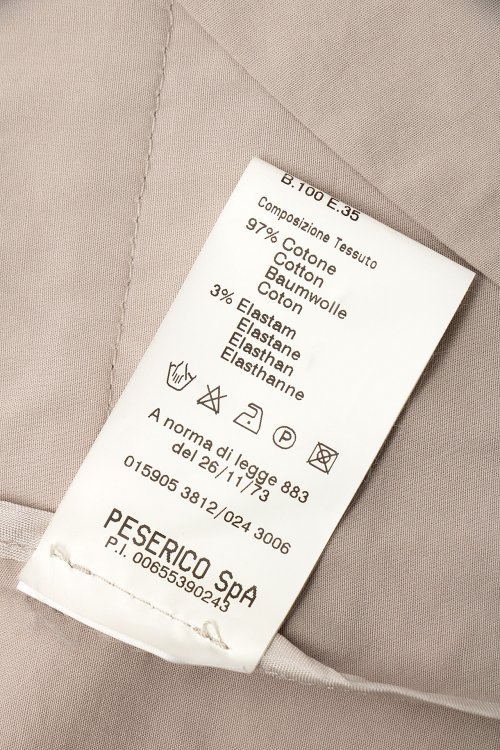 B.100 E.35
Composizione Tessuto
97% Cotone
Cotton
Baumwolle
Coton
3% Elastam
Elastane
Elasthan
Elasthanne
P
A norma di legge 883
del 26/11/73
015905 3812/024 3006
PESERICO SpA
P.I. 00655390243